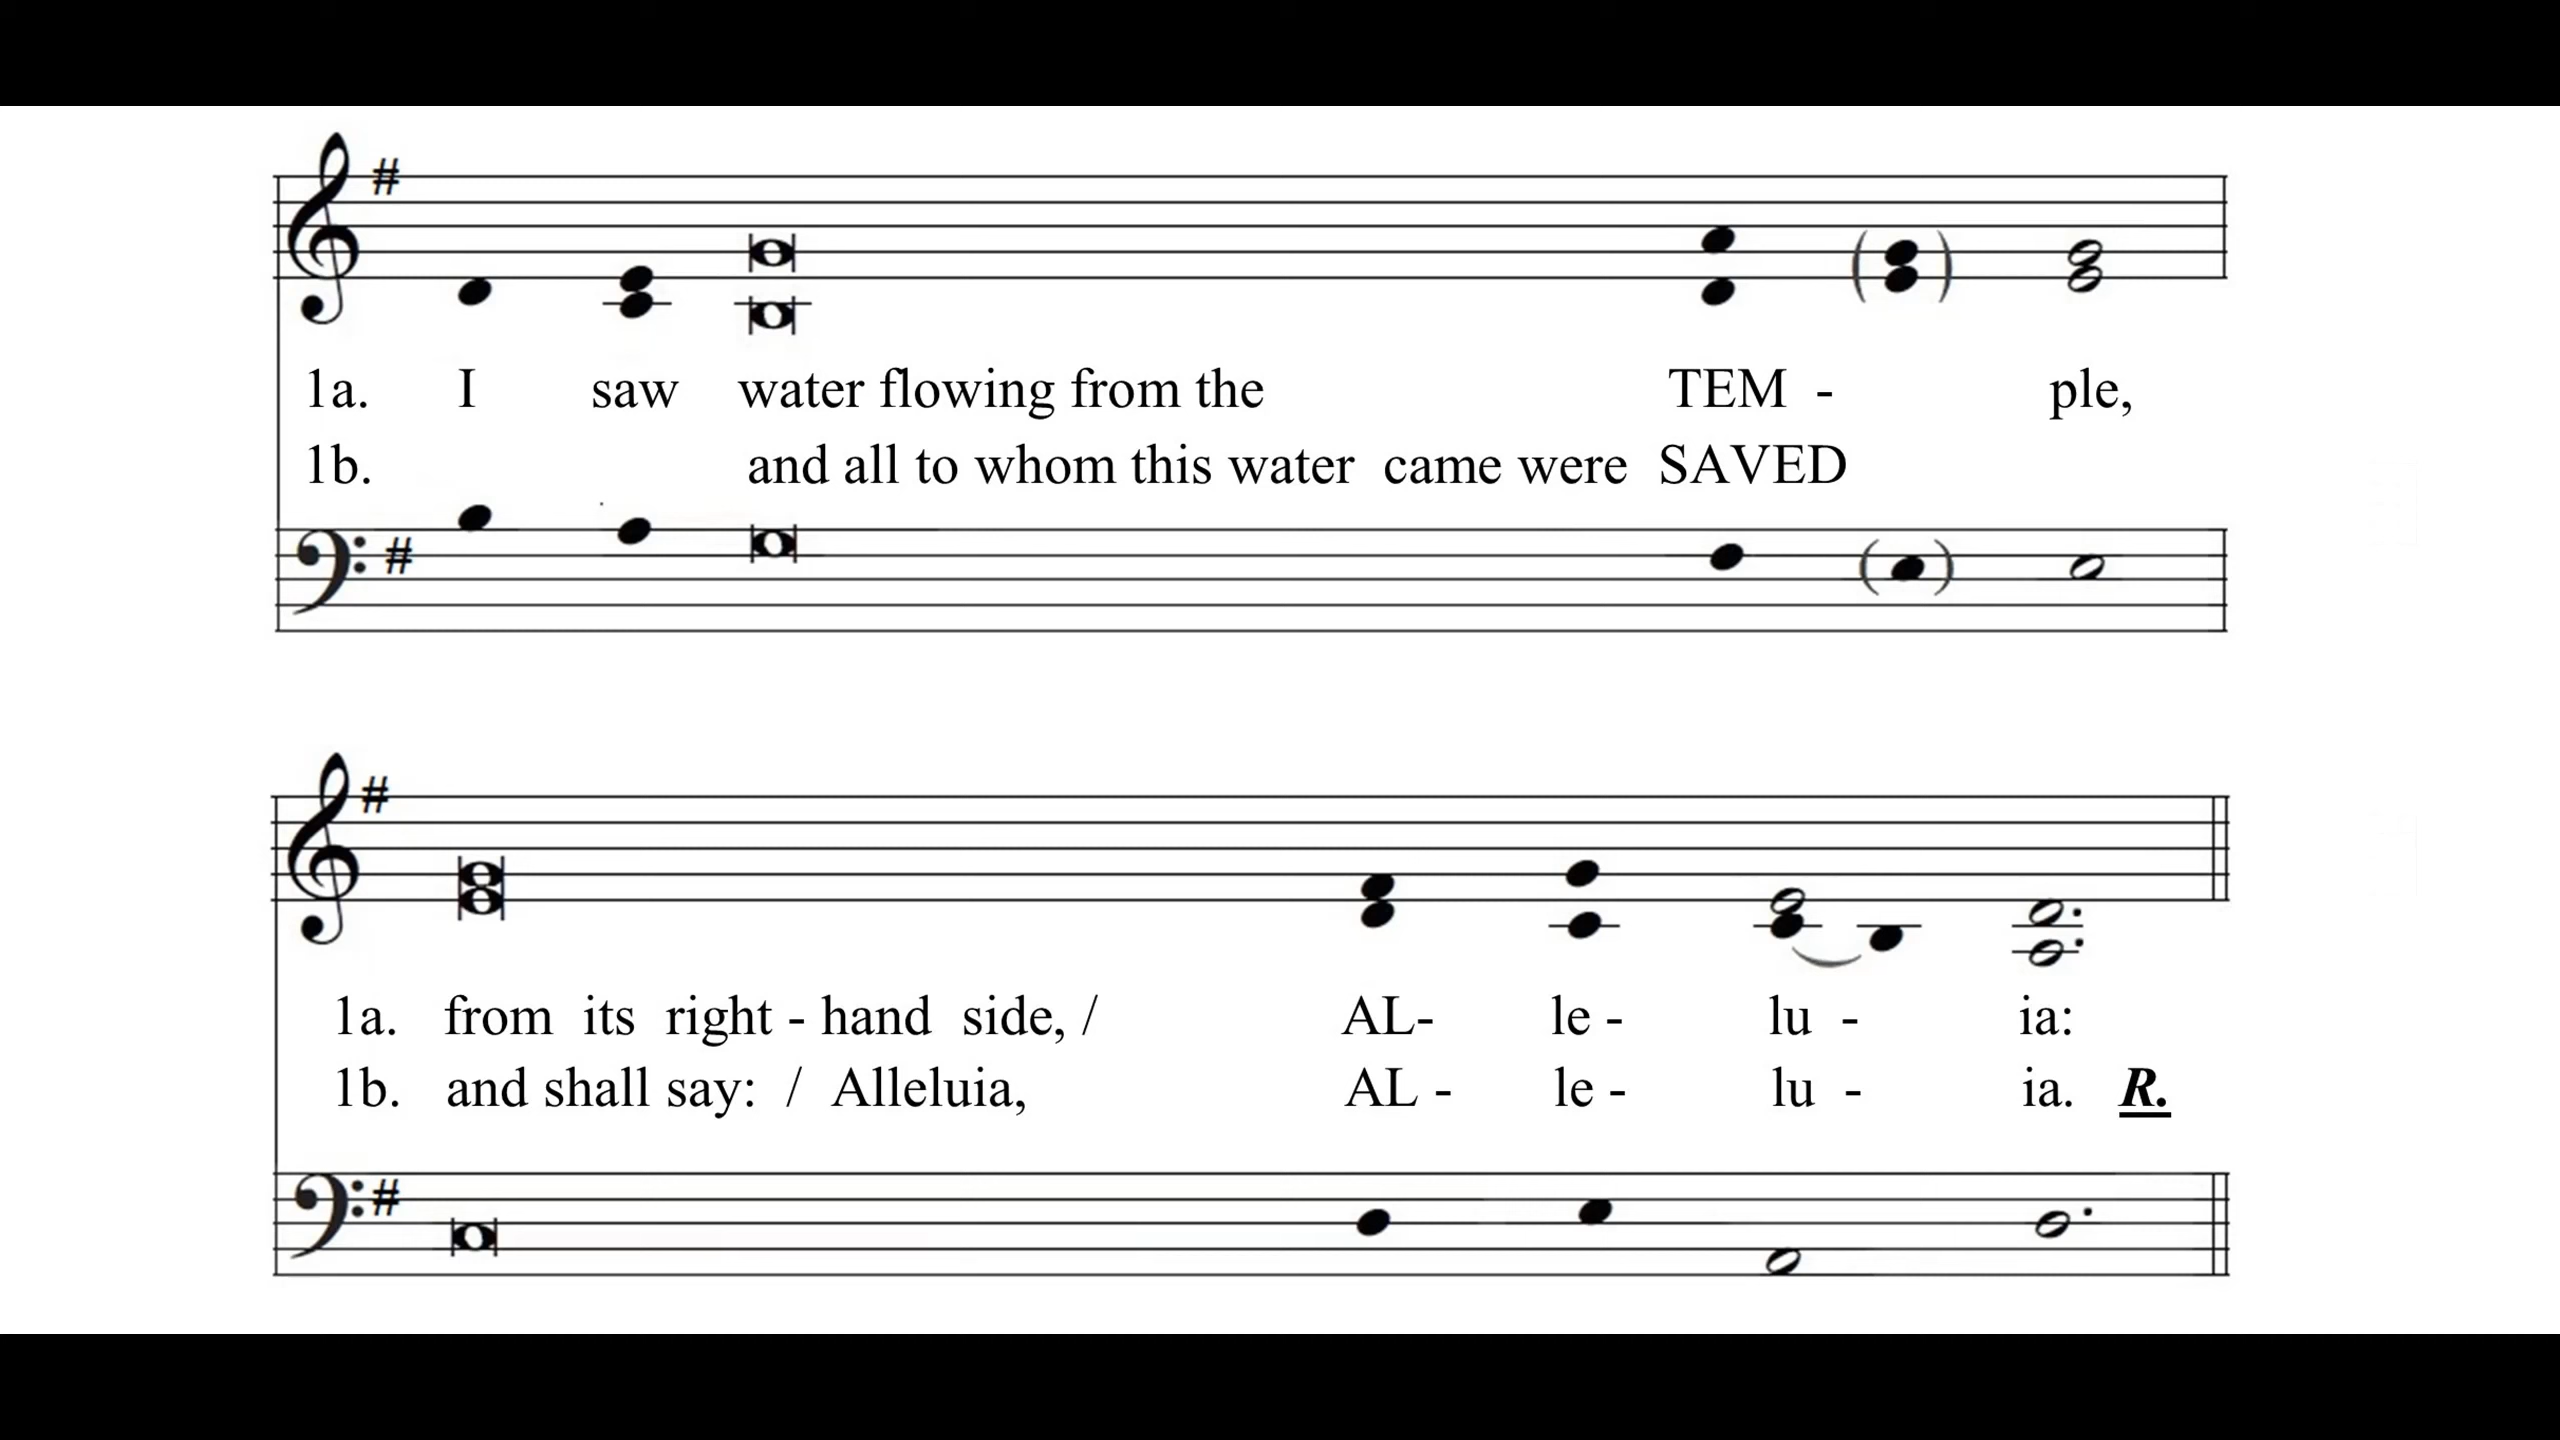 1a. I saw water flowing from the TEM - ple,
1b. and all to whom this water came were SAVED
1a. from its right - hand side, / AL- le - lu - ia:
1b. and shall say: / Alleluia, AL - le - lu - ia. R.